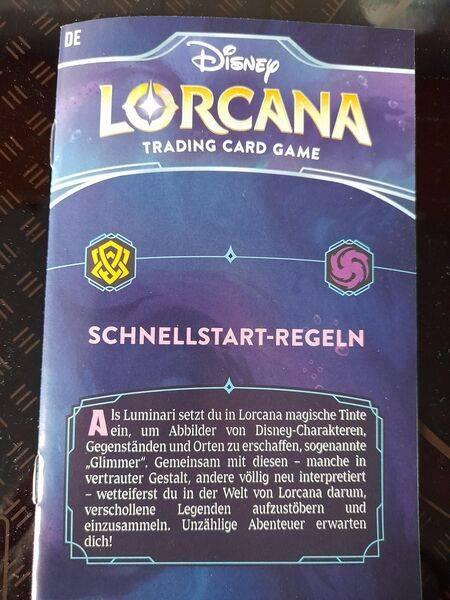 DE
Disney
LORCANA
TRADING CARD GAME
SCHNELLSTART-REGELN
Als Luminari setzt du in Lorcana magische Tinte
ein, um Abbilder von Disney-Charakteren,
Gegenständen und Orten zu erschaffen, sogenannte
„Glimmer“. Gemeinsam mit diesen – manche in
vertrauter Gestalt, andere völlig neu interpretiert
– wetteiferst du in der Welt von Lorcana darum,
verschollene Legenden aufzustöbern und
einzusammeln. Unzählige Abenteuer erwarten
dich!